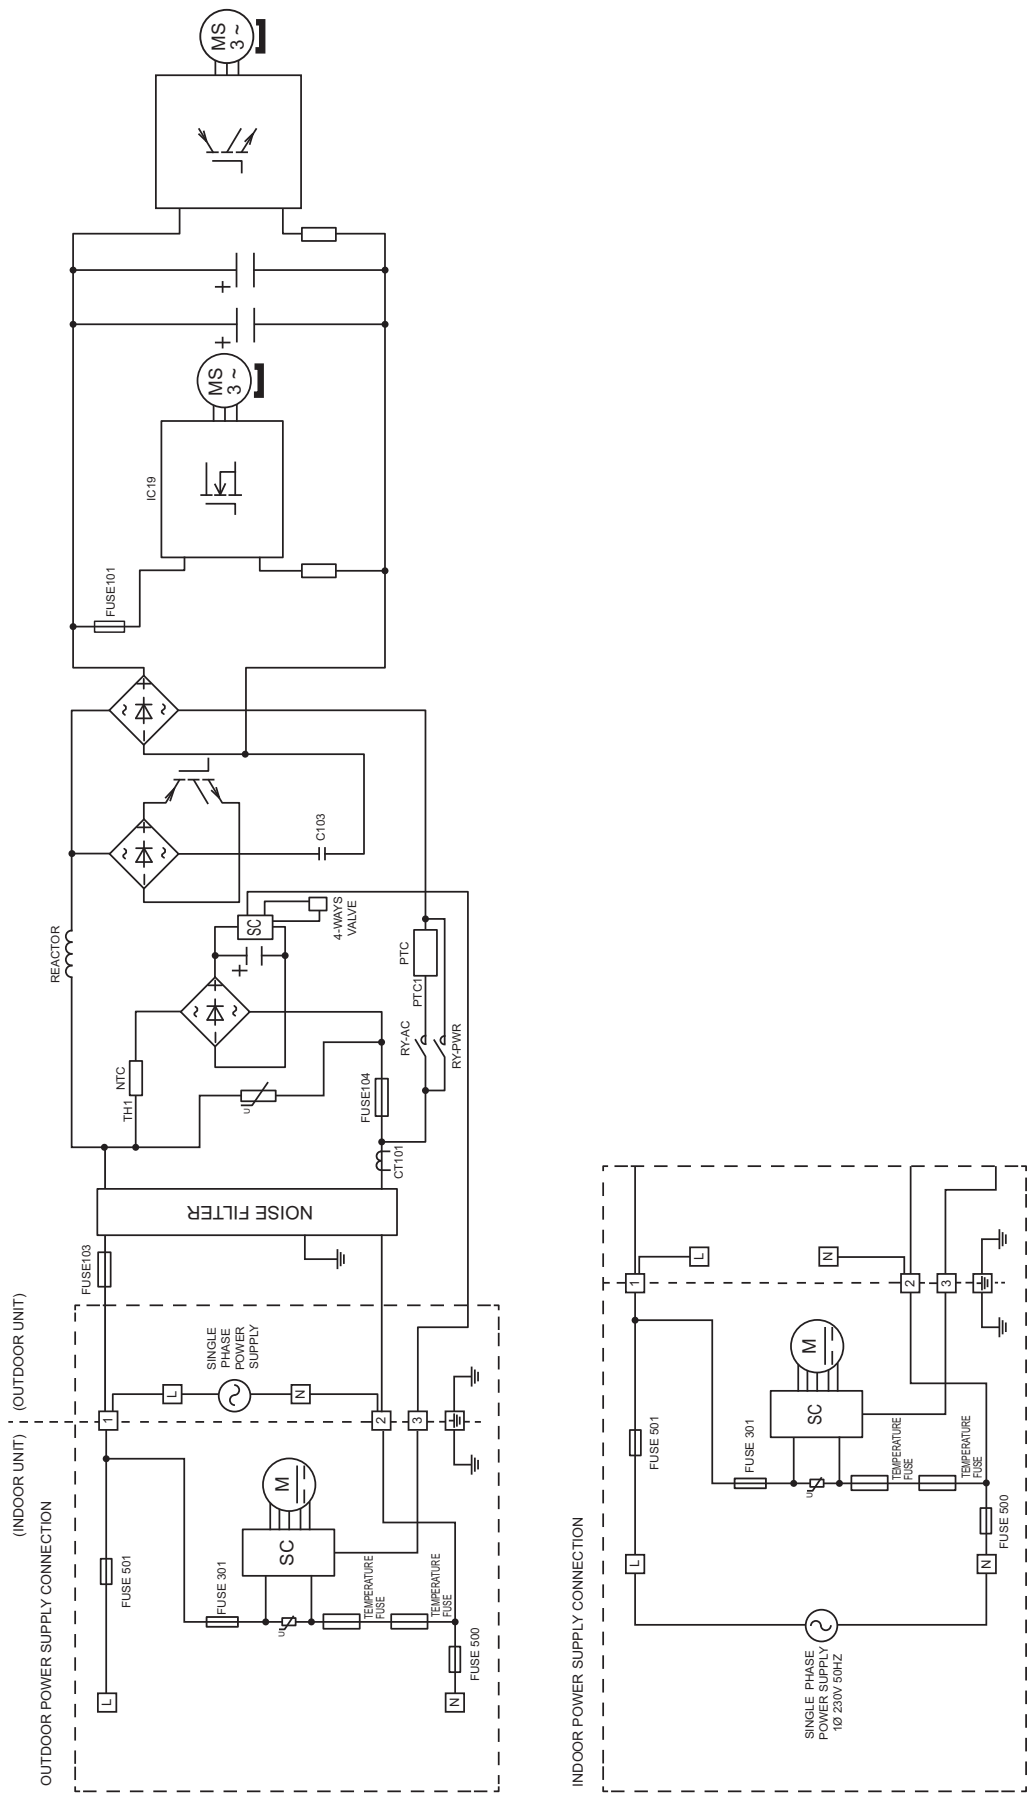 MS
3 ~
MS
3 ~
IC19
FUSE101
C103
REACTOR
SC
4-WAYS
VALVE
PTC
PTC1
RY-AC
RY-PWR
NTC
TH1
U
FUSE104
CT101
NOISE FILTER
FUSE103
(OUTDOOR UNIT)
(INDOOR UNIT)
OUTDOOR POWER SUPPLY CONNECTION
SINGLE
PHASE
POWER
SUPPLY
L
N
1
2
3
M
SC
FUSE 501
FUSE 301
U
TEMPERATURE
FUSE
TEMPERATURE
FUSE
FUSE 500
L
N
INDOOR POWER SUPPLY CONNECTION
L
N
1
2
3
M
SC
FUSE 501
FUSE 301
U
TEMPERATURE
FUSE
TEMPERATURE
FUSE
FUSE 500
L
N
SINGLE PHASE
POWER SUPPLY
1Ø 230V 50HZ